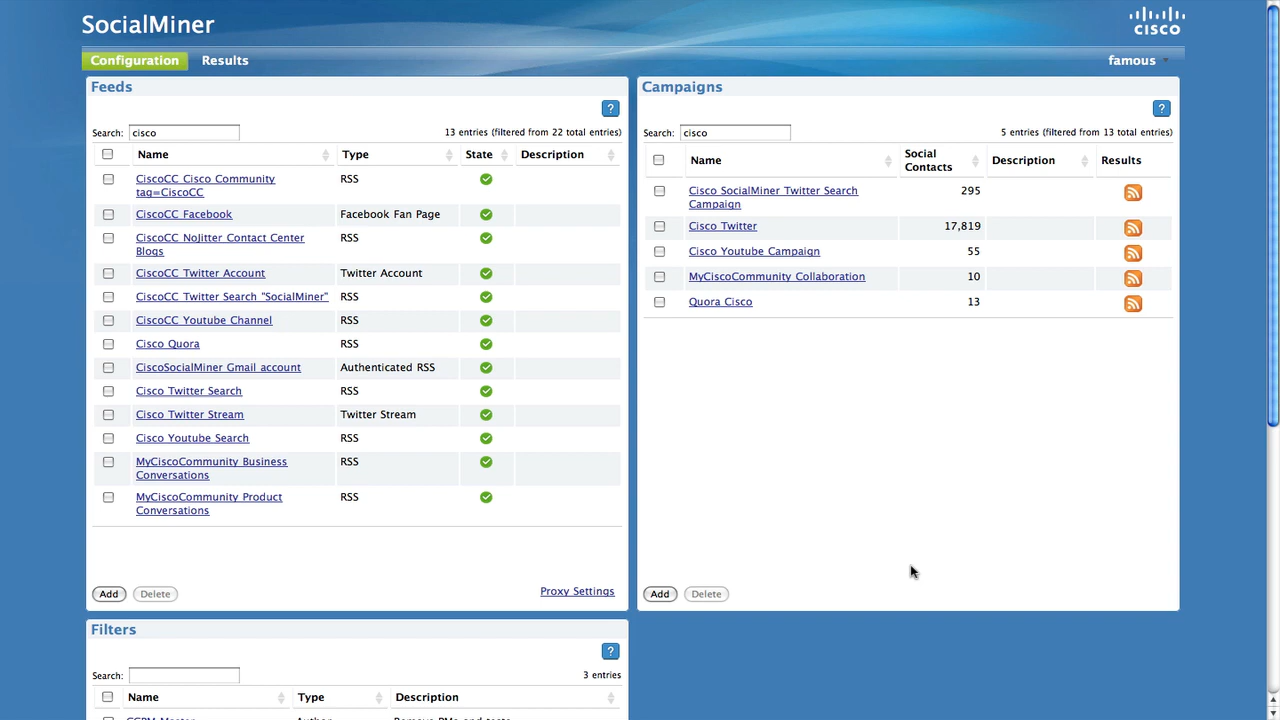 SocialMiner
cisco
Configuration
Results
famous
Feeds
?
Search:
cisco
13 entries (filtered from 22 total entries)
Name
Type
State
Description
CiscoCC Cisco Community
tag=CiscoCC
RSS
CiscoCC Facebook
Facebook Fan Page
CiscoCC NoJitter Contact Center
Blogs
RSS
CiscoCC Twitter Account
Twitter Account
CiscoCC Twitter Search "SocialMiner"
RSS
CiscoCC Youtube Channel
RSS
Cisco Quora
RSS
CiscoSocialMiner Gmail account
Authenticated RSS
Cisco Twitter Search
RSS
Cisco Twitter Stream
Twitter Stream
Cisco Youtube Search
RSS
MyCiscoCommunity Business
Conversations
RSS
MyCiscoCommunity Product
Conversations
RSS
Add
Delete
Proxy Settings
Campaigns
?
Search:
cisco
5 entries (filtered from 13 total entries)
Name
Social
Contacts
Description
Results
Cisco SocialMiner Twitter Search
Campaign
295
Cisco Twitter
17,819
Cisco Youtube Campaign
55
MyCiscoCommunity Collaboration
10
Quora Cisco
13
Add
Delete
Filters
?
Search:
3 entries
Name
Type
Description